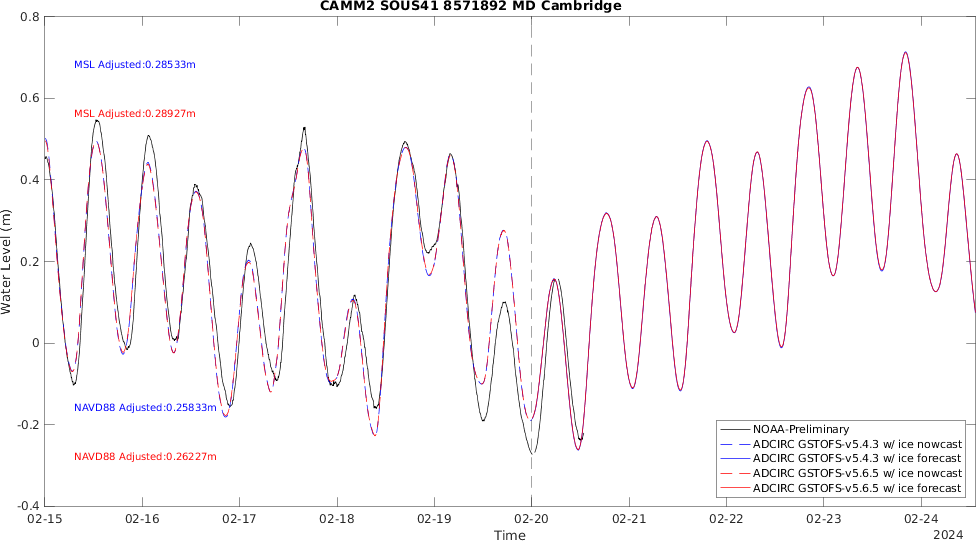 CAMM2 SOUS41 8571892 MD Cambridge
0.8
0.6
0.4
0.2
0
-0.2
-0.4
Water Level (m)
MSL Adjusted:0.28533m
MSL Adjusted:0.28927m
NAVD88 Adjusted:0.25833m
NAVD88 Adjusted:0.26227m
NOAA-Preliminary
ADCIRC GSTOFS-v5.4.3 w/ ice nowcast
ADCIRC GSTOFS-v5.4.3 w/ ice forecast
ADCIRC GSTOFS-v5.6.5 w/ ice nowcast
ADCIRC GSTOFS-v5.6.5 w/ ice forecast
02-15 02-16 02-17 02-18 02-19 02-20 02-21 02-22 02-23 02-24
Time
2024